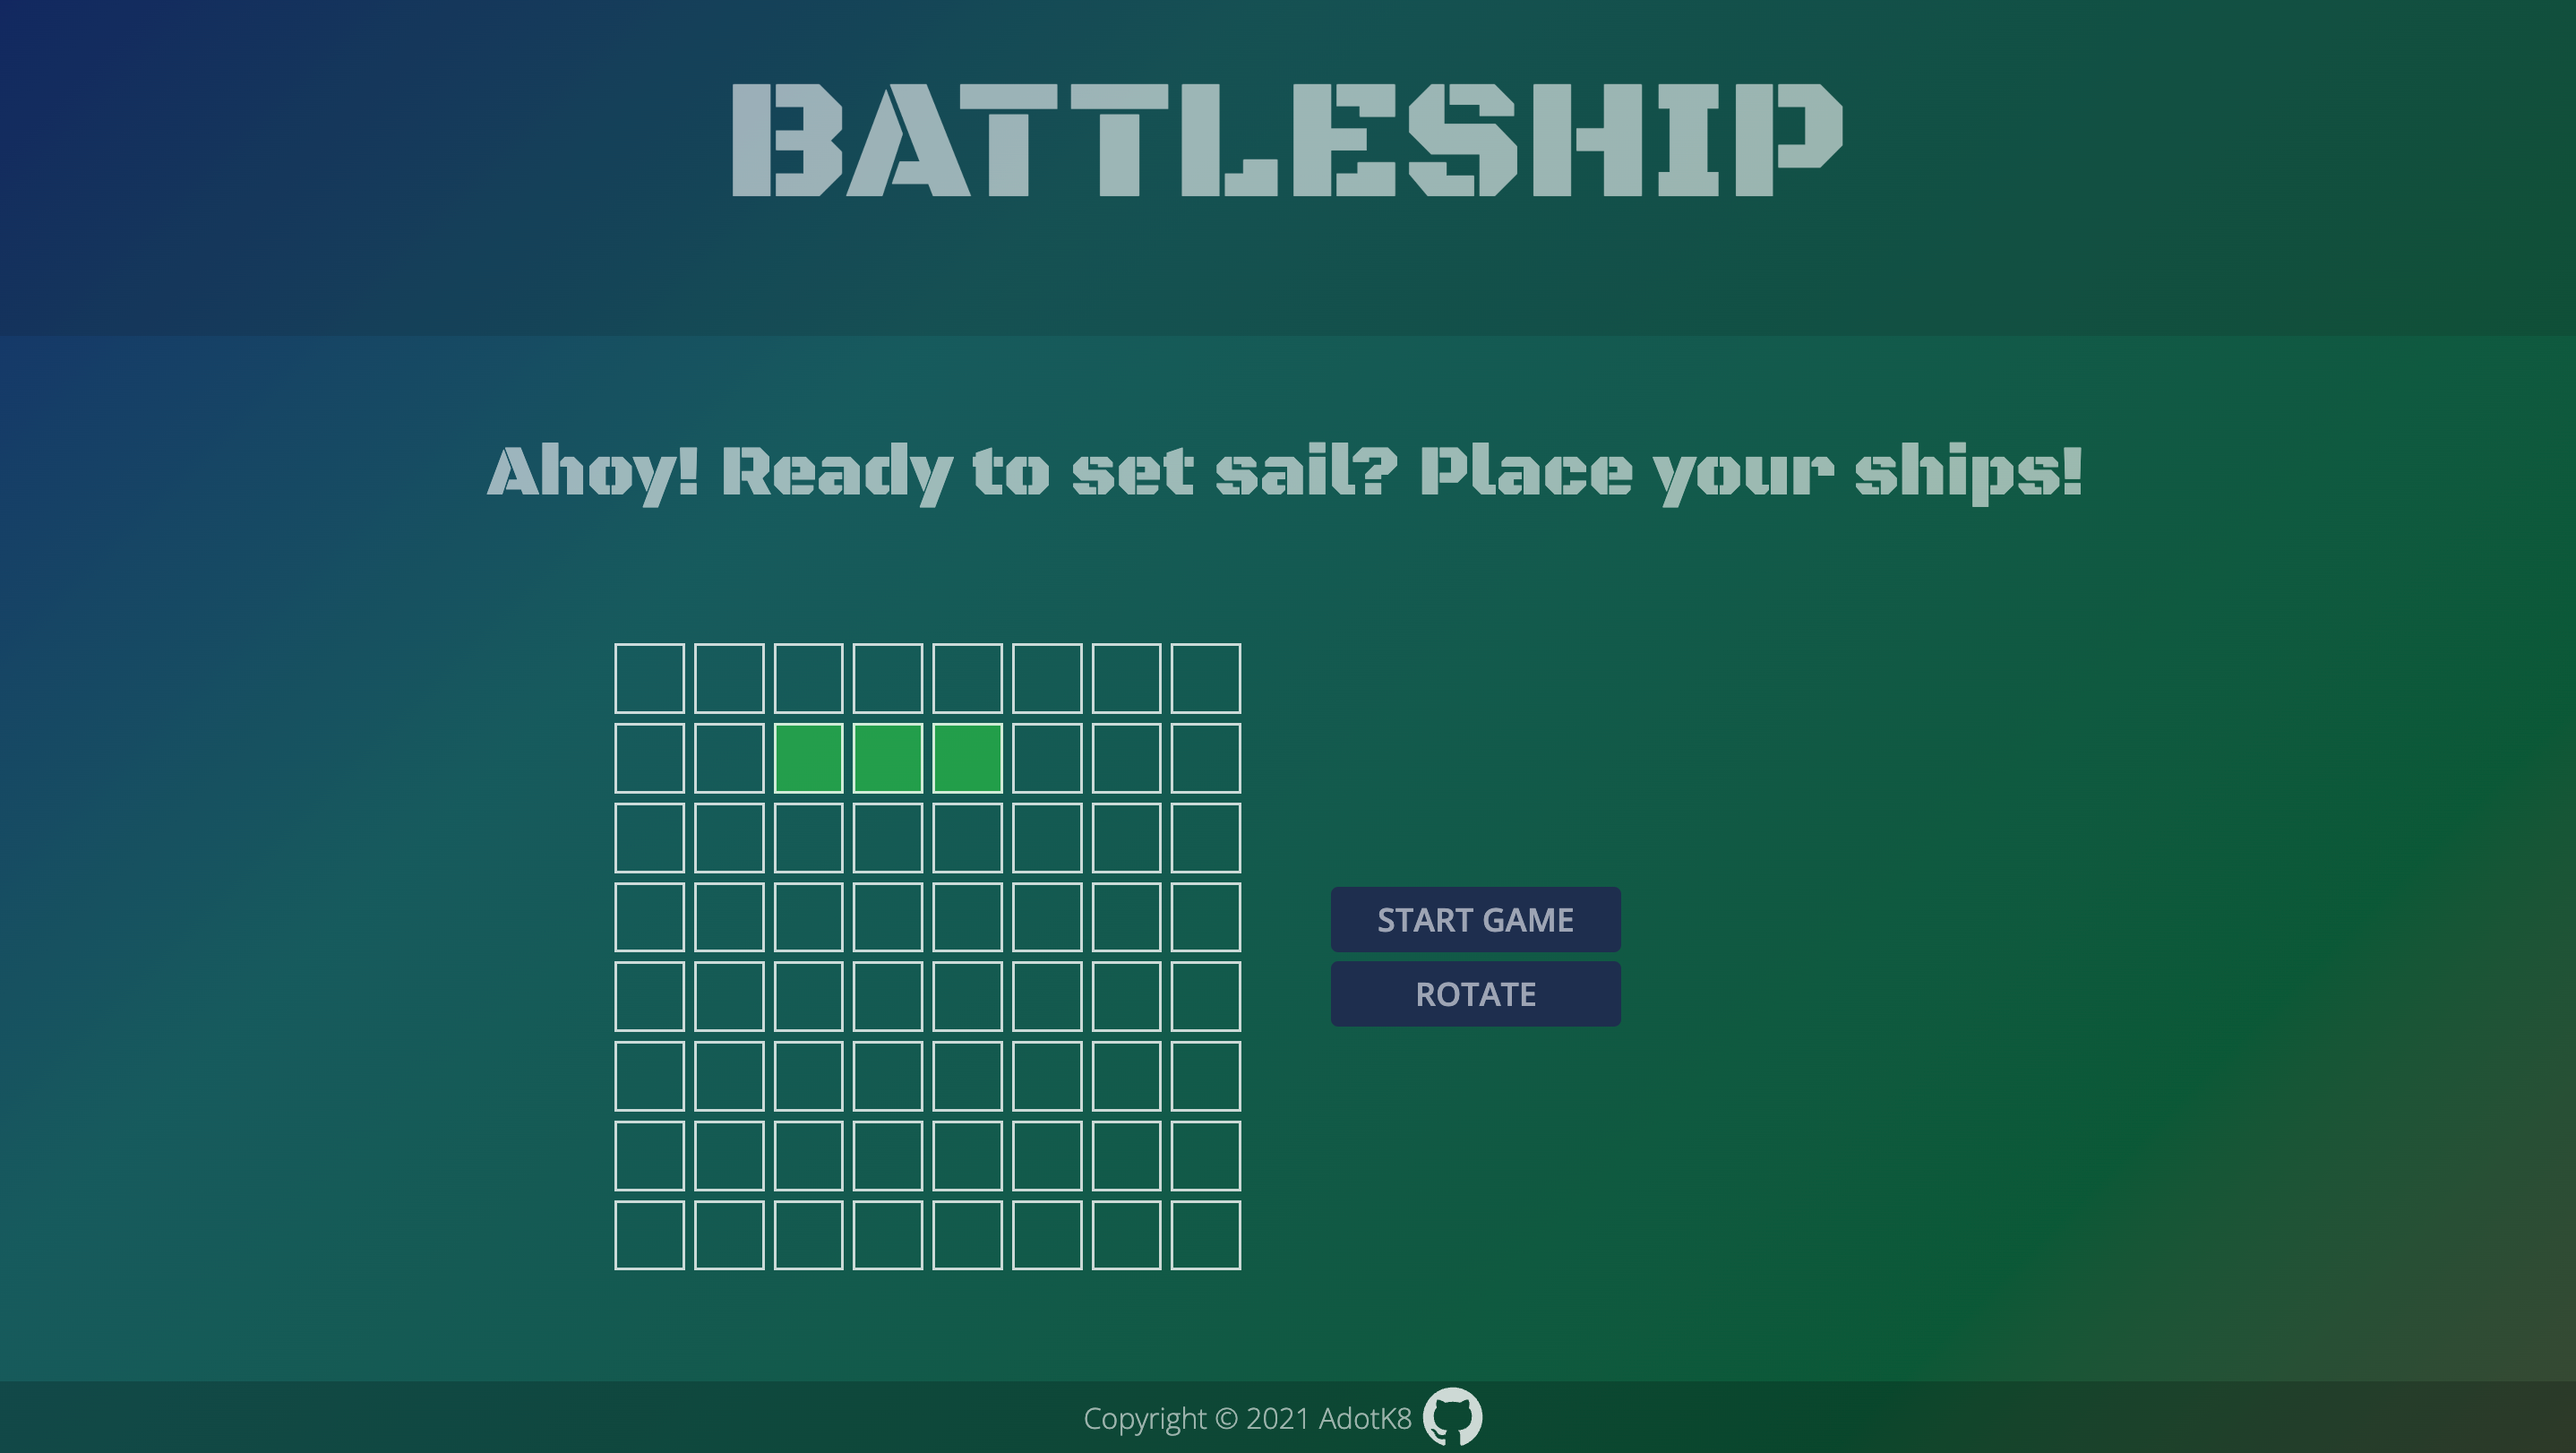 BATTLESHIP
Ahoy! Ready to set sail? Place your ships!
START GAME
ROTATE
Copyright © 2021 AdotK8